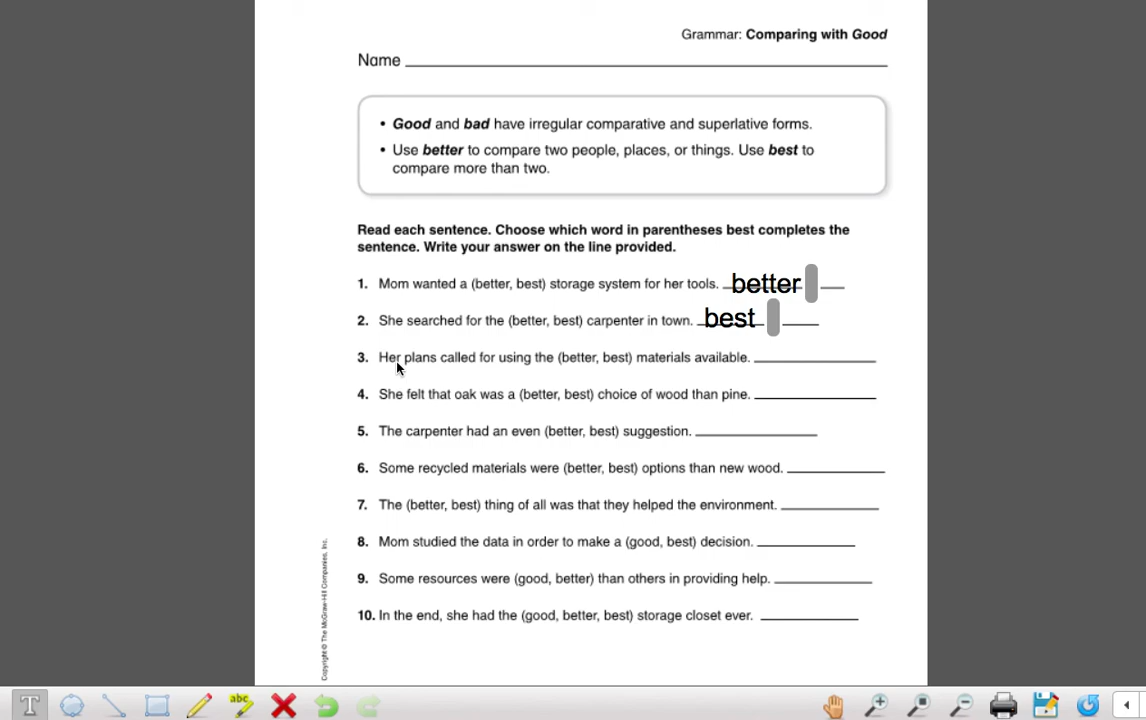 Grammar: Comparing with Good
Name
• Good and bad have irregular comparative and superlative forms.
• Use better to compare two people, places, or things. Use best to
compare more than two.
Read each sentence. Choose which word in parentheses best completes the
sentence. Write your answer on the line provided.
1. Mom wanted a (better, best) storage system for her tools. better
2. She searched for the (better, best) carpenter in town. best
3. Her plans called for using the (better, best) materials available.
4. She felt that oak was a (better, best) choice of wood than pine.
5. The carpenter had an even (better, best) suggestion.
6. Some recycled materials were (better, best) options than new wood.
7. The (better, best) thing of all was that they helped the environment.
8. Mom studied the data in order to make a (good, best) decision.
9. Some resources were (good, better) than others in providing help.
10. In the end, she had the (good, better, best) storage closet ever.
Copyright © The McGraw-Hill Companies, Inc.
T
abc